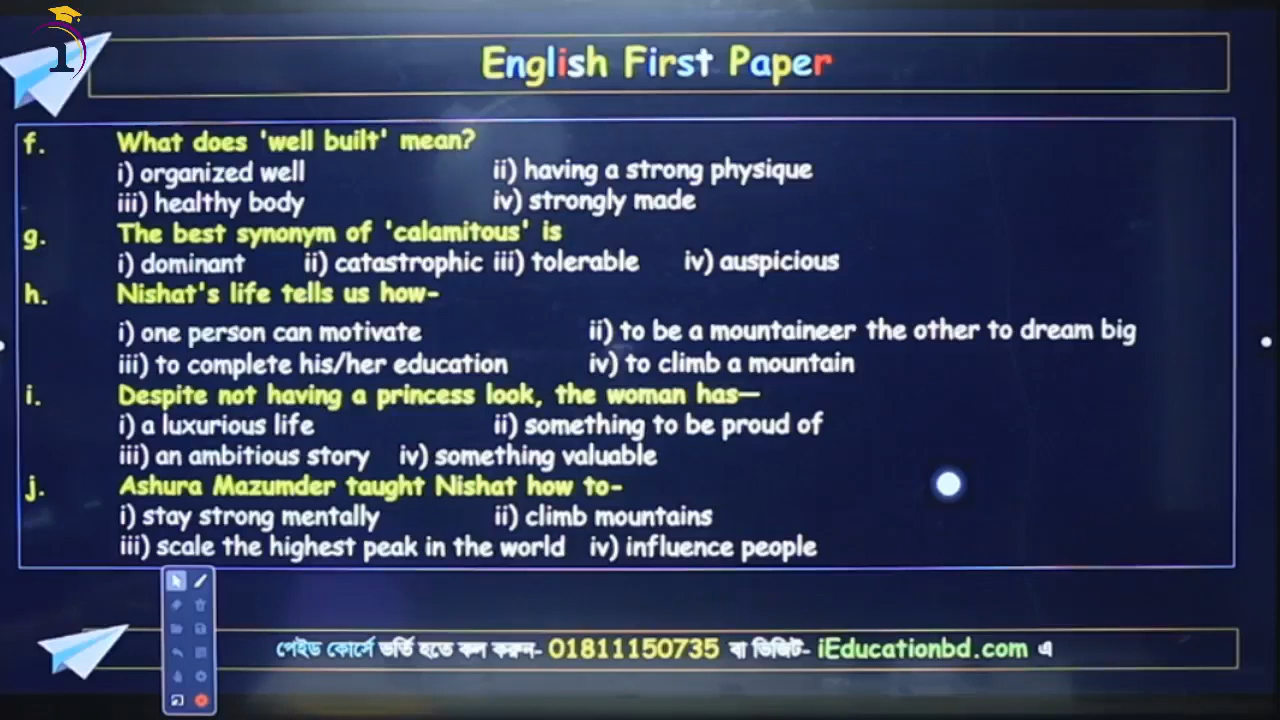 English First Paper
f. What does 'well built' mean?
i) organized well ii) having a strong physique
iii) healthy body iv) strongly made
g. The best synonym of 'calamitous' is
i) dominant ii) catastrophic iii) tolerable iv) auspicious
h. Nishat's life tells us how-
i) one person can motivate ii) to be a mountaineer the other to dream big
iii) to complete his/her education iv) to climb a mountain
i. Despite not having a princess look, the woman has—
i) a luxurious life ii) something to be proud of
iii) an ambitious story iv) something valuable
j. Ashura Mazumder taught Nishat how to-
i) stay strong mentally ii) climb mountains
iii) scale the highest peak in the world iv) influence people
পেইড কোর্সে ভর্তি হতে কল করুন- 01811150735 বা ভিজিট- iEducationbd.com এ